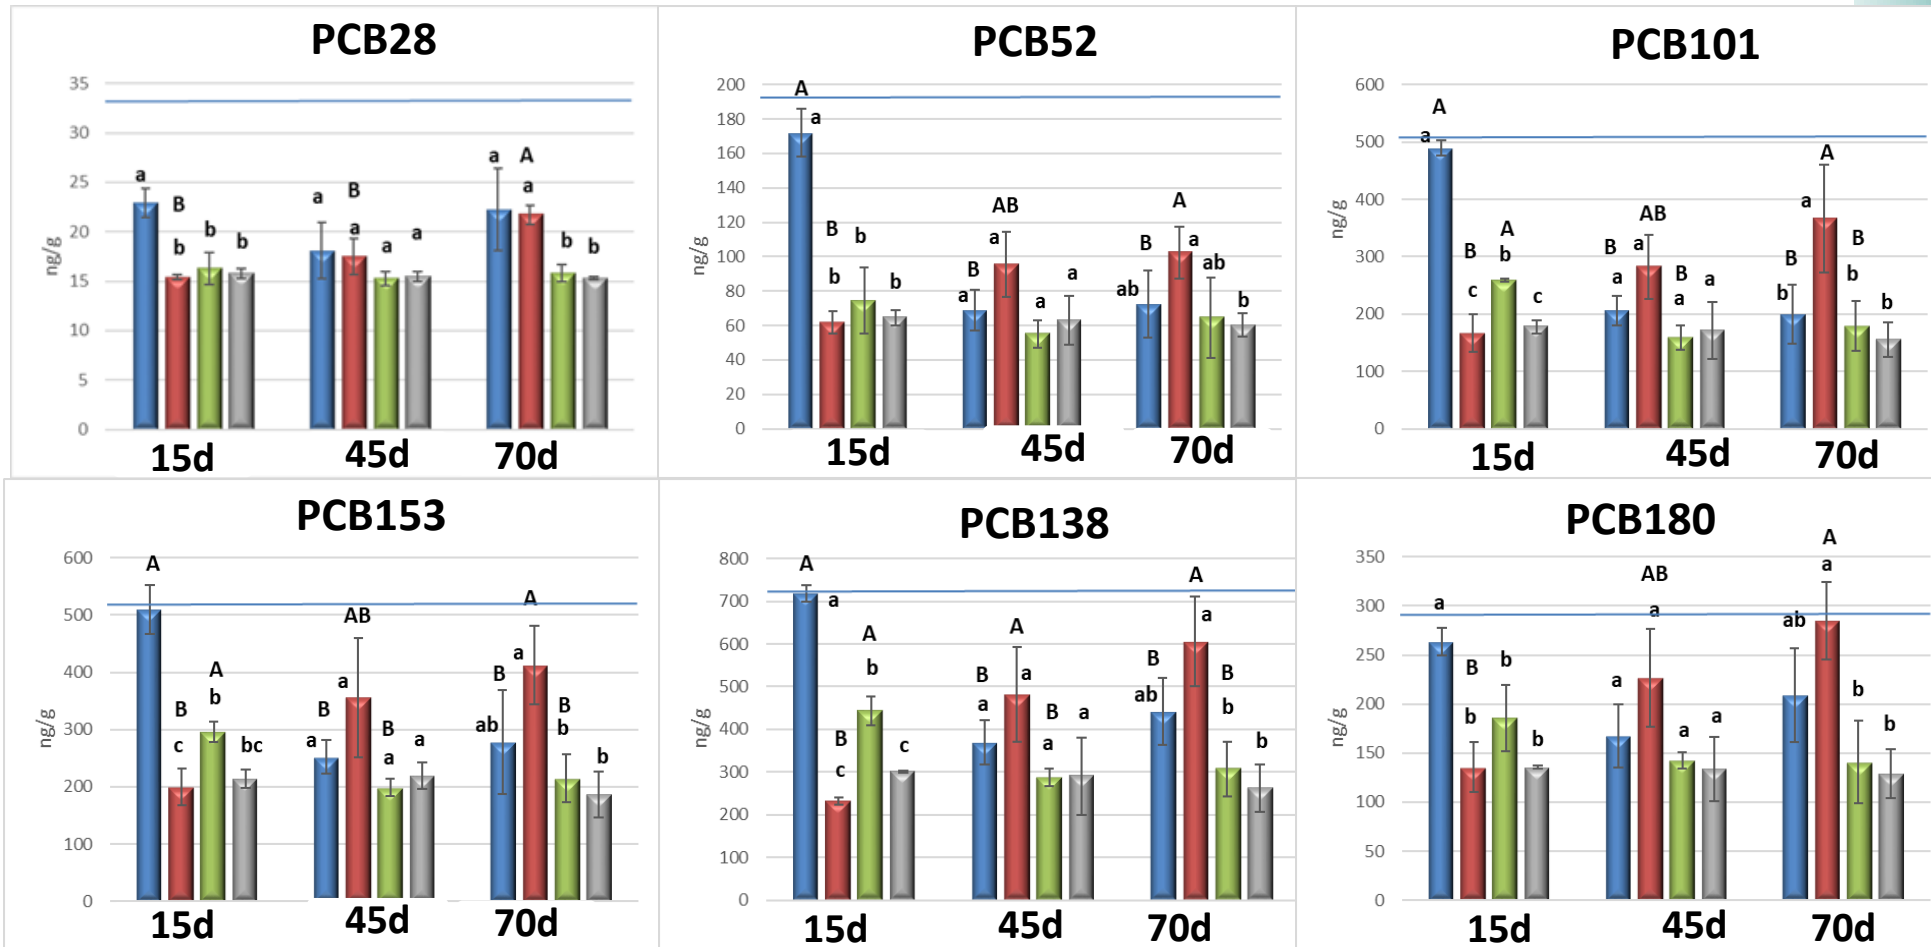 PCB28
35
30
25
20
15
10
5
0
ng/g
a
B
b
b
b
a
B
a
a
a
a
A
a
b
b
15d
45d
70d
PCB52
200
180
160
140
120
100
80
60
40
20
0
ng/g
A
a
B
b
b
b
B
a
AB
a
a
a
B
ab
A
a
ab
b
15d
45d
70d
PCB101
600
500
400
300
200
100
0
ng/g
A
a
B
c
A
b
c
B
a
AB
a
B
a
a
B
b
A
a
B
b
b
15d
45d
70d
PCB153
600
500
400
300
200
100
0
ng/g
A
B
c
A
b
bc
B
a
AB
a
B
a
a
B
ab
A
a
B
b
b
15d
45d
70d
PCB138
800
700
600
500
400
300
200
100
0
ng/g
A
a
B
c
A
b
c
B
a
A
a
B
a
a
B
ab
A
a
B
b
b
15d
45d
70d
PCB180
350
300
250
200
150
100
50
0
ng/g
a
B
b
b
b
a
AB
a
a
a
ab
A
a
b
b
15d
45d
70d